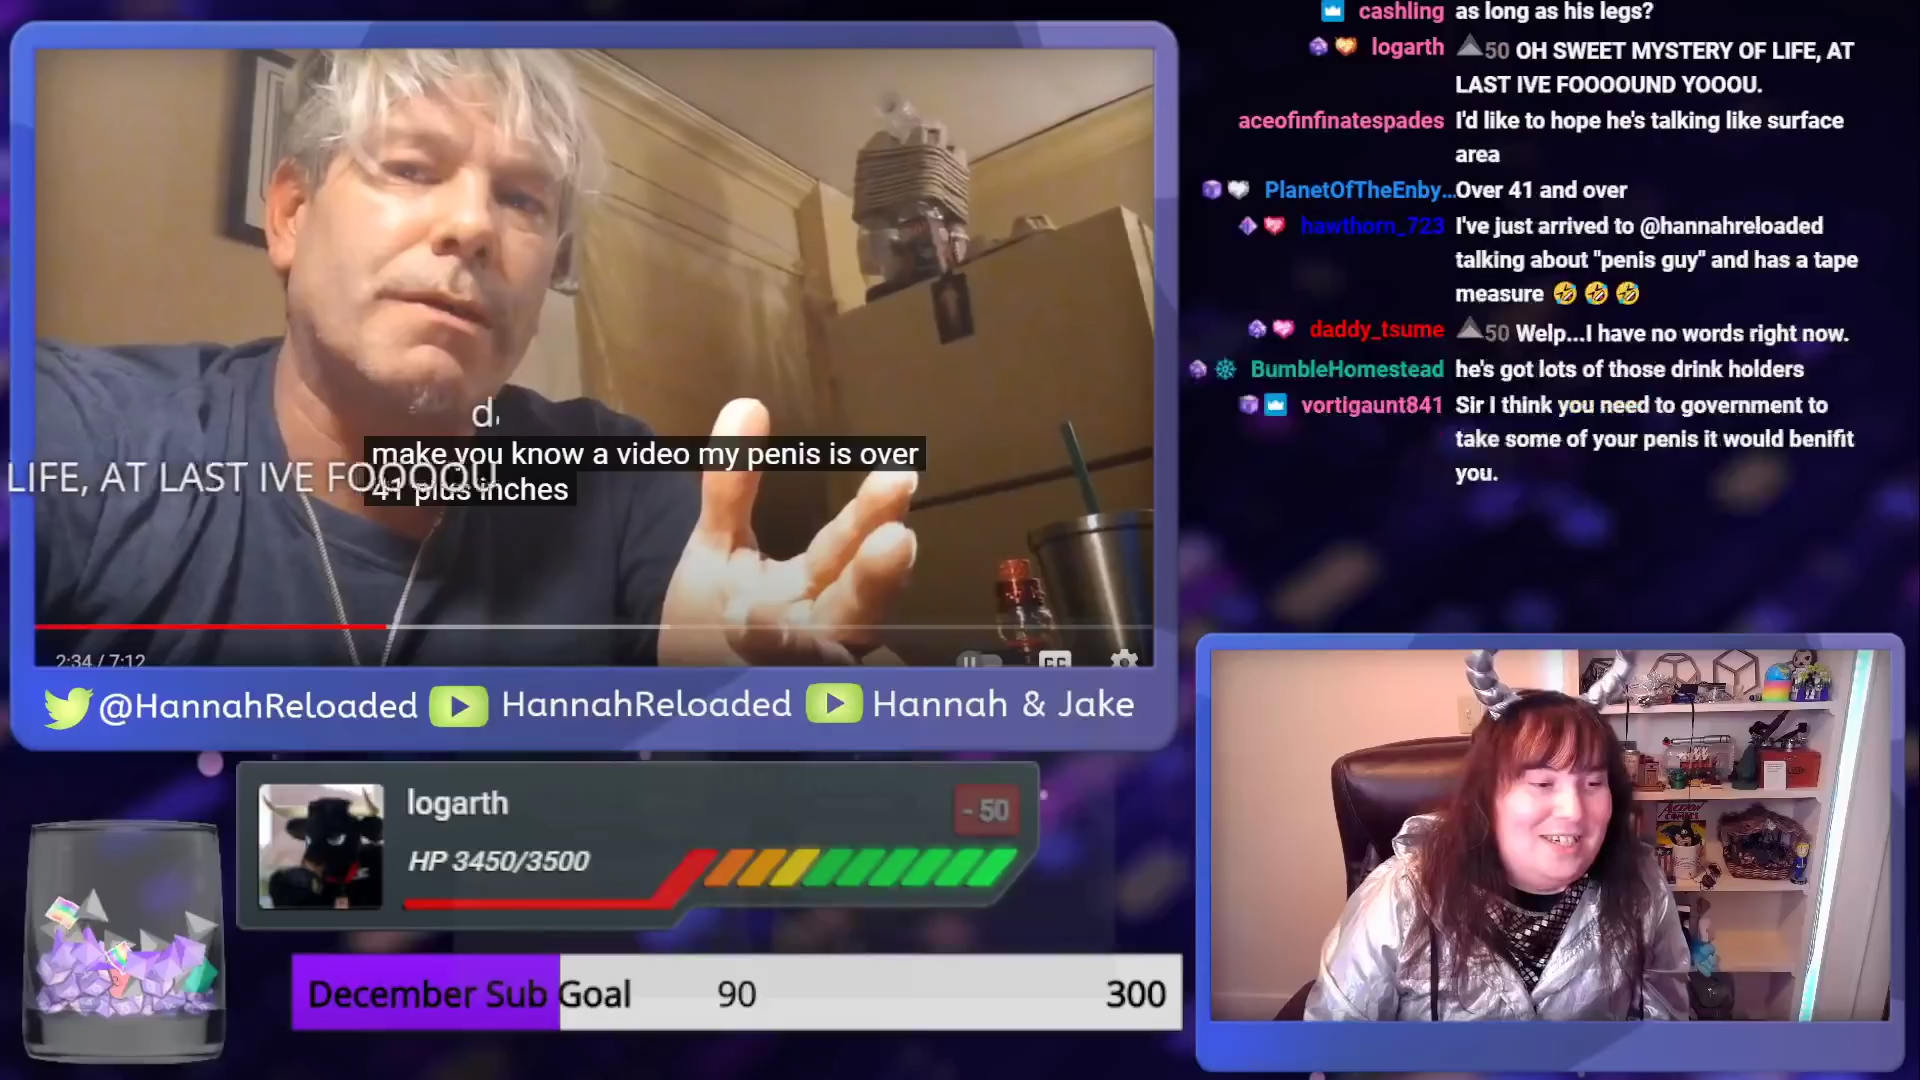 cashling as long as his legs?
logarth 50 OH SWEET MYSTERY OF LIFE, AT
LAST IVE FOOOOUND YOOOU.
aceofinfinatespades I'd like to hope he's talking like surface
area
PlanetOfTheEnby... Over 41 and over
hawthorn_723 I've just arrived to @hannahreloaded
talking about "penis guy" and has a tape
measure 🤣 🤣 🤣
daddy_tsume 50 Welp...I have no words right now.
BumbleHomestead he's got lots of those drink holders
vortigaunt841 Sir I think you need to government to
take some of your penis it would benifit
you.
d.
make you know a video my penis is over
LIFE, AT LAST IVE FOOOOU
41 plus inches
2:34 / 7:12
@HannahReloaded HannahReloaded Hannah & Jake
logarth
- 50
HP 3450/3500
December Sub Goal 90 300
ACTION COMICS